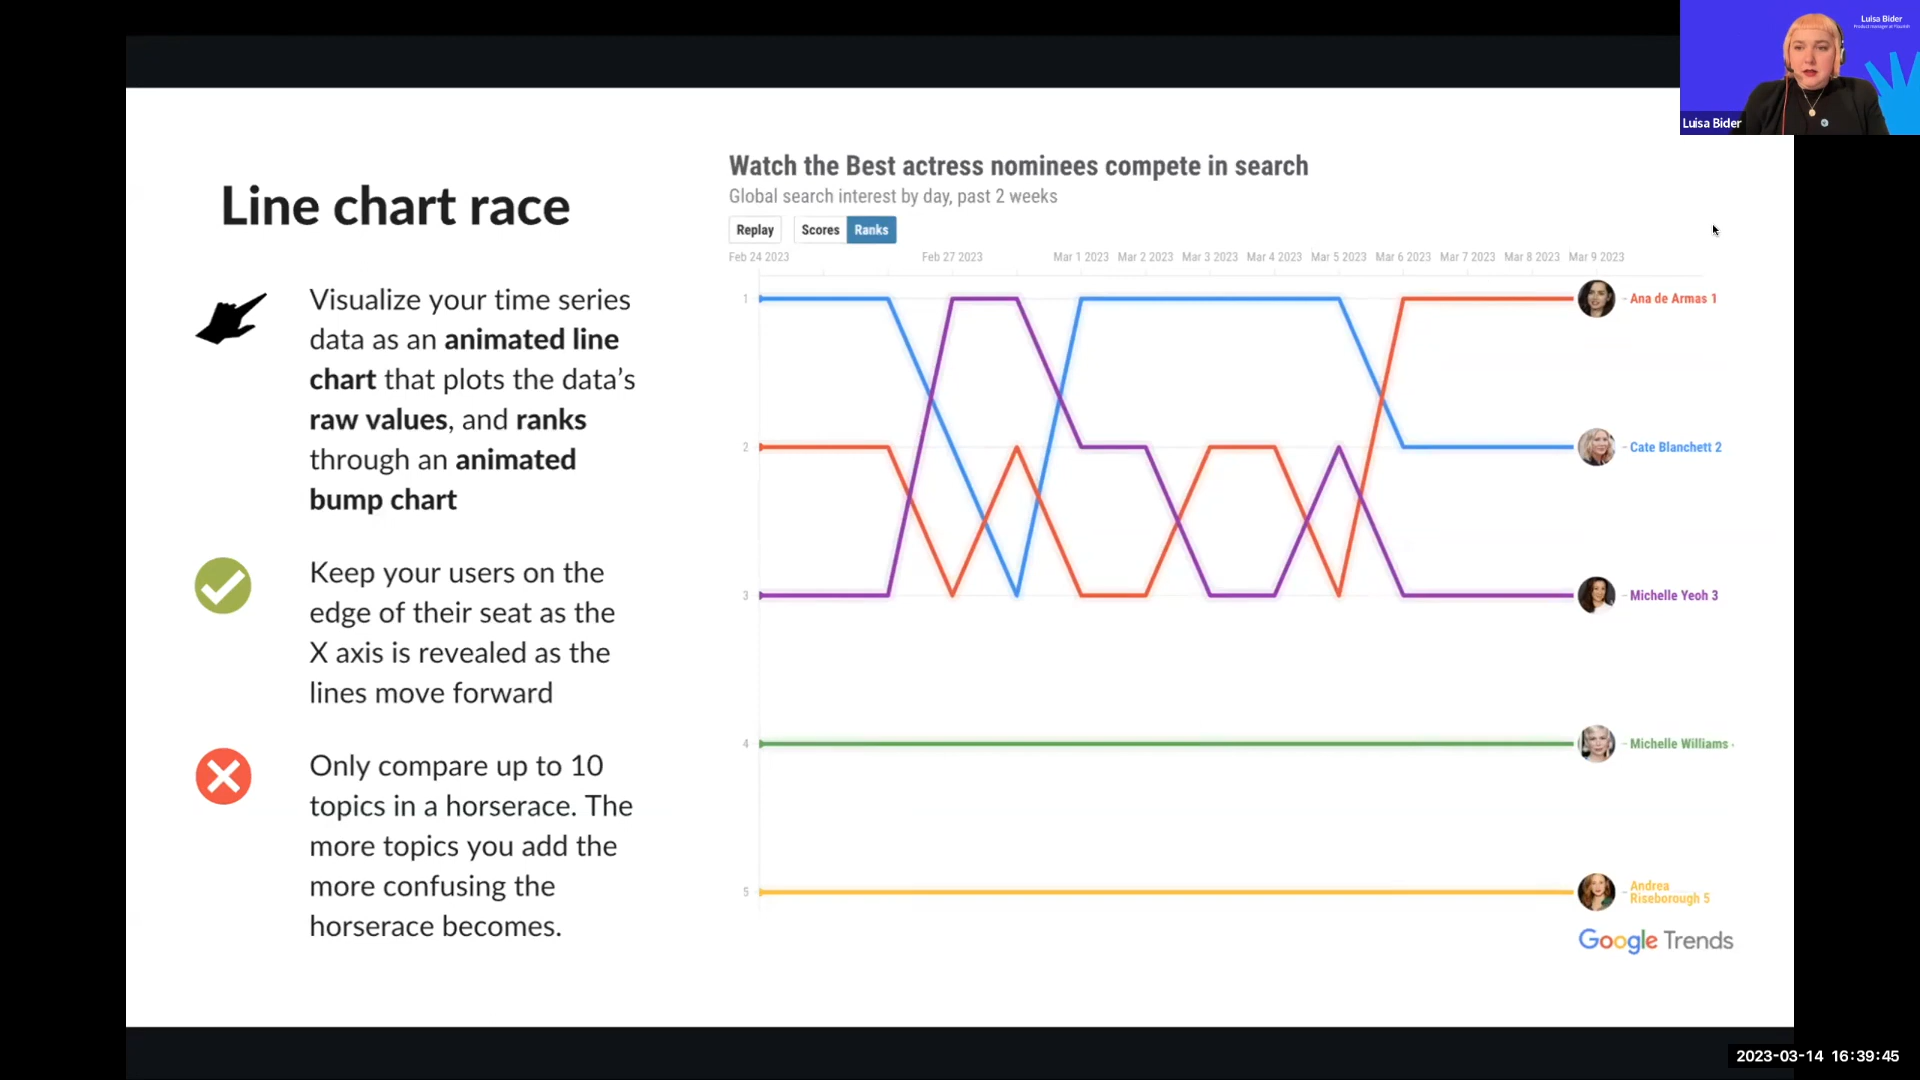 Luisa Bider
Product manager at Flourish
Luisa Bider
Line chart race
Visualize your time series
data as an animated line
chart that plots the data’s
raw values, and ranks
through an animated
bump chart
Keep your users on the
edge of their seat as the
X axis is revealed as the
lines move forward
Only compare up to 10
topics in a horserace. The
more topics you add the
more confusing the
horserace becomes.
Watch the Best actress nominees compete in search
Global search interest by day, past 2 weeks
Replay Scores Ranks
Feb 24 2023 Feb 27 2023 Mar 1 2023 Mar 2 2023 Mar 3 2023 Mar 4 2023 Mar 5 2023 Mar 6 2023 Mar 7 2023 Mar 8 2023 Mar 9 2023
1 Ana de Armas 1
2 Cate Blanchett 2
3 Michelle Yeoh 3
4 Michelle Williams
5 Andrea
Riseborough 5
Google Trends
2023-03-14 16:39:45